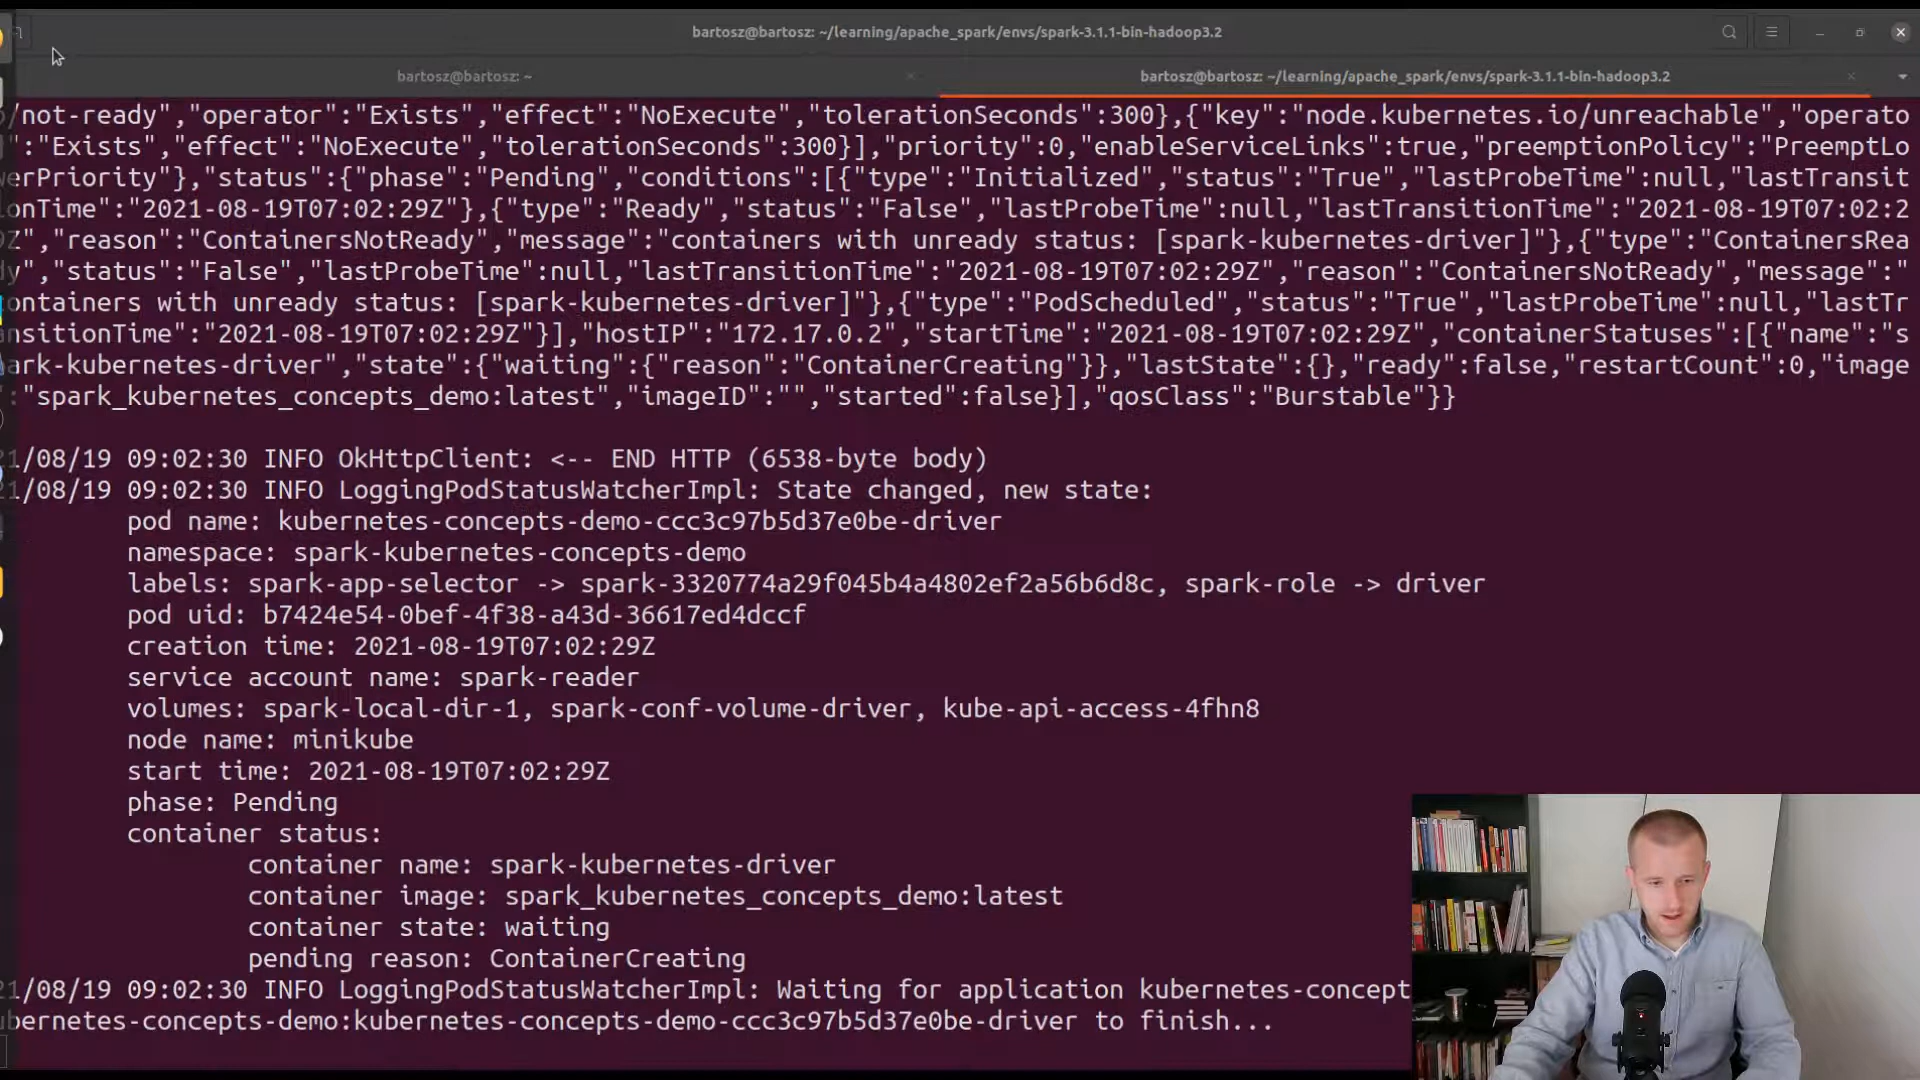 bartosz@bartosz: ~/learning/apache_spark/envs/spark-3.1.1-bin-hadoop3.2
bartosz@bartosz: ~
bartosz@bartosz: ~/learning/apache_spark/envs/spark-3.1.1-bin-hadoop3.2
/not-ready","operator":"Exists","effect":"NoExecute","tolerationSeconds":300},{"key":"node.kubernetes.io/unreachable","operato
":"Exists","effect":"NoExecute","tolerationSeconds":300}],"priority":0,"enableServiceLinks":true,"preemptionPolicy":"PreemptLo
erPriority"},"status":{"phase":"Pending","conditions":[{"type":"Initialized","status":"True","lastProbeTime":null,"lastTransit
onTime":"2021-08-19T07:02:29Z"},{"type":"Ready","status":"False","lastProbeTime":null,"lastTransitionTime":"2021-08-19T07:02:2
Z","reason":"ContainersNotReady","message":"containers with unready status: [spark-kubernetes-driver]"},{"type":"ContainersRea
y","status":"False","lastProbeTime":null,"lastTransitionTime":"2021-08-19T07:02:29Z","reason":"ContainersNotReady","message":"
ontainers with unready status: [spark-kubernetes-driver]"},{"type":"PodScheduled","status":"True","lastProbeTime":null,"lastTr
nsitionTime":"2021-08-19T07:02:29Z"}],"hostIP":"172.17.0.2","startTime":"2021-08-19T07:02:29Z","containerStatuses":[{"name":"s
ark-kubernetes-driver","state":{"waiting":{"reason":"ContainerCreating"}},"lastState":{},"ready":false,"restartCount":0,"image
:"spark_kubernetes_concepts_demo:latest","imageID":"","started":false}],"qosClass":"Burstable"}}
1/08/19 09:02:30 INFO OkHttpClient: <-- END HTTP (6538-byte body)
1/08/19 09:02:30 INFO LoggingPodStatusWatcherImpl: State changed, new state:
pod name: kubernetes-concepts-demo-ccc3c97b5d37e0be-driver
namespace: spark-kubernetes-concepts-demo
labels: spark-app-selector -> spark-3320774a29f045b4a4802ef2a56b6d8c, spark-role -> driver
pod uid: b7424e54-0bef-4f38-a43d-36617ed4dccf
creation time: 2021-08-19T07:02:29Z
service account name: spark-reader
volumes: spark-local-dir-1, spark-conf-volume-driver, kube-api-access-4fhn8
node name: minikube
start time: 2021-08-19T07:02:29Z
phase: Pending
container status:
container name: spark-kubernetes-driver
container image: spark_kubernetes_concepts_demo:latest
container state: waiting
pending reason: ContainerCreating
1/08/19 09:02:30 INFO LoggingPodStatusWatcherImpl: Waiting for application kubernetes-concept
bernetes-concepts-demo:kubernetes-concepts-demo-ccc3c97b5d37e0be-driver to finish...